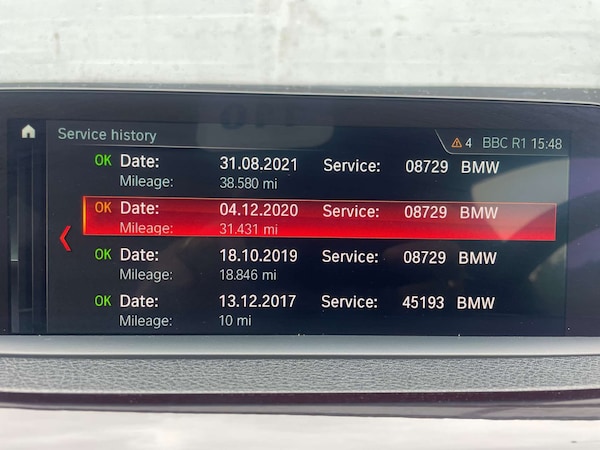 Service history
4 BBC R1 15:48
OK Date: 31.08.2021 Service: 08729 BMW
Mileage: 38.580 mi
OK Date: 04.12.2020 Service: 08729 BMW
Mileage: 31.431 mi
OK Date: 18.10.2019 Service: 08729 BMW
Mileage: 18.846 mi
OK Date: 13.12.2017 Service: 45193 BMW
Mileage: 10 mi